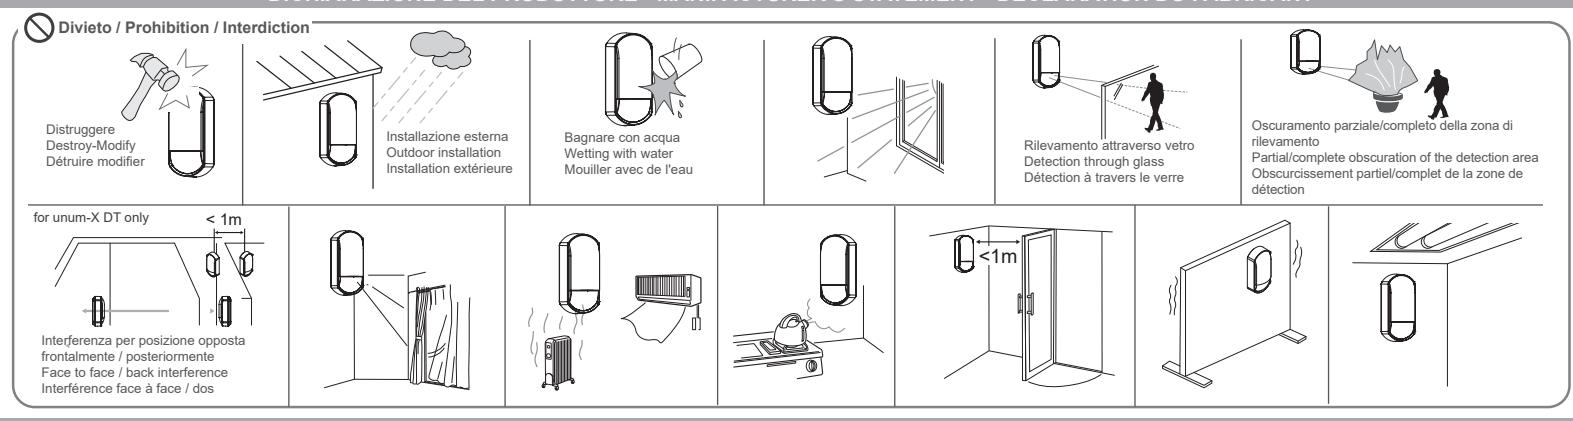 Divieto / Prohibition / Interdiction
Distruggere
Destroy-Modify
Détruire modifier
Installazione esterna
Outdoor installation
Installation extérieure
Bagnare con acqua
Wetting with water
Mouiller avec de l'eau
Rilevamento attraverso vetro
Detection through glass
Détection à travers le verre
Oscuramento parziale/completo della zona di
rilevamento
Partial/complete obscuration of the detection area
Obscurcissement partiel/complet de la zone de
détection
for unum-X DT only
< 1m
Interferenza per posizione opposta
frontalmente / posteriormente
Face to face / back interference
Interférence face à face / dos
<1m